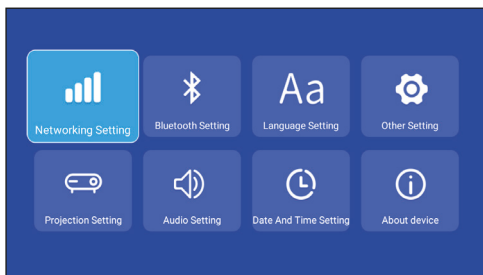 Networking Setting
Bluetooth Setting
Aa
Language Setting
Other Setting
Projection Setting
Audio Setting
Date And Time Setting
About device